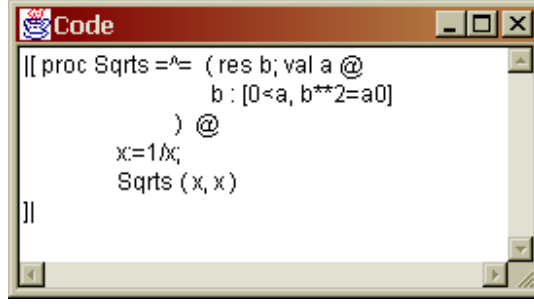 Code
|[ proc Sqrts =^= ( res b; val a @
b : [0<a, b**2=a0]
) @
x:=1/x;
Sqrts ( x, x )
]|